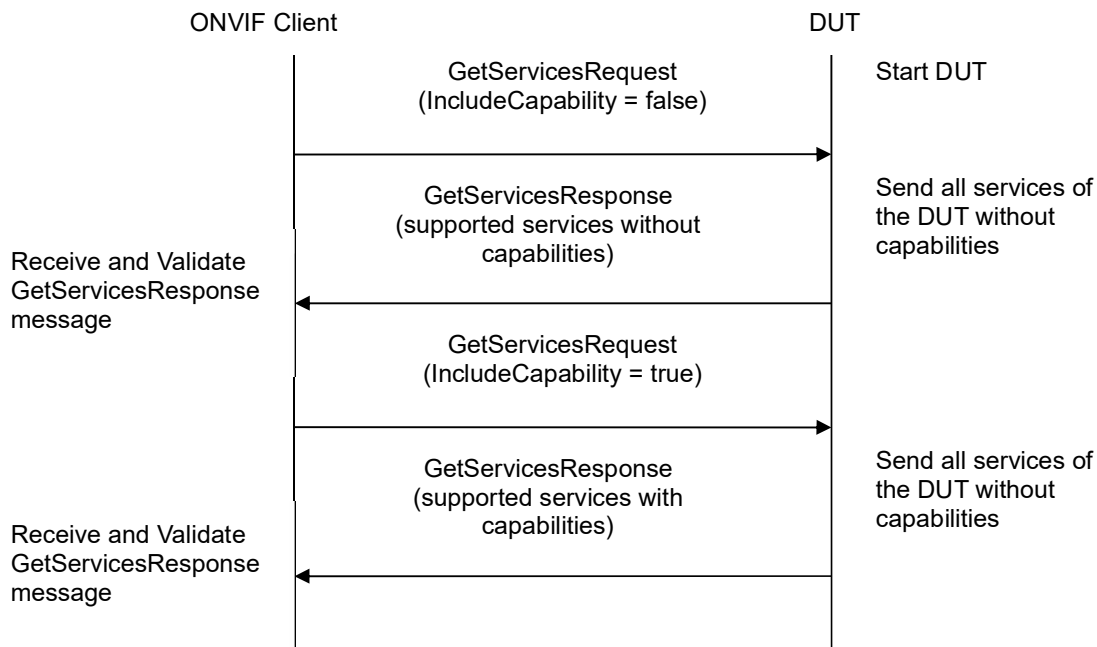 ONVIF Client
DUT
GetServicesRequest
(IncludeCapability = false)
Start DUT
GetServicesResponse
(supported services without
capabilities)
Send all services of
the DUT without
capabilities
Receive and Validate
GetServicesResponse
message
GetServicesRequest
(IncludeCapability = true)
GetServicesResponse
(supported services with
capabilities)
Send all services of
the DUT without
capabilities
Receive and Validate
GetServicesResponse
message